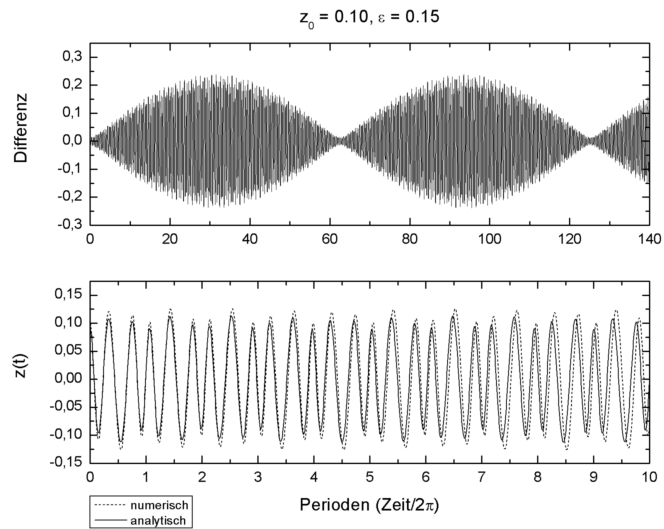 z0 = 0.10, ε = 0.15
0,3
0,2
0,1
0,0
-0,1
-0,2
-0,3
Differenz
0 20 40 60 80 100 120 140
0,15
0,10
0,05
0,00
-0,05
-0,10
-0,15
z(t)
0 1 2 3 4 5 6 7 8 9 10
Perioden (Zeit/2π)
numerisch
analytisch